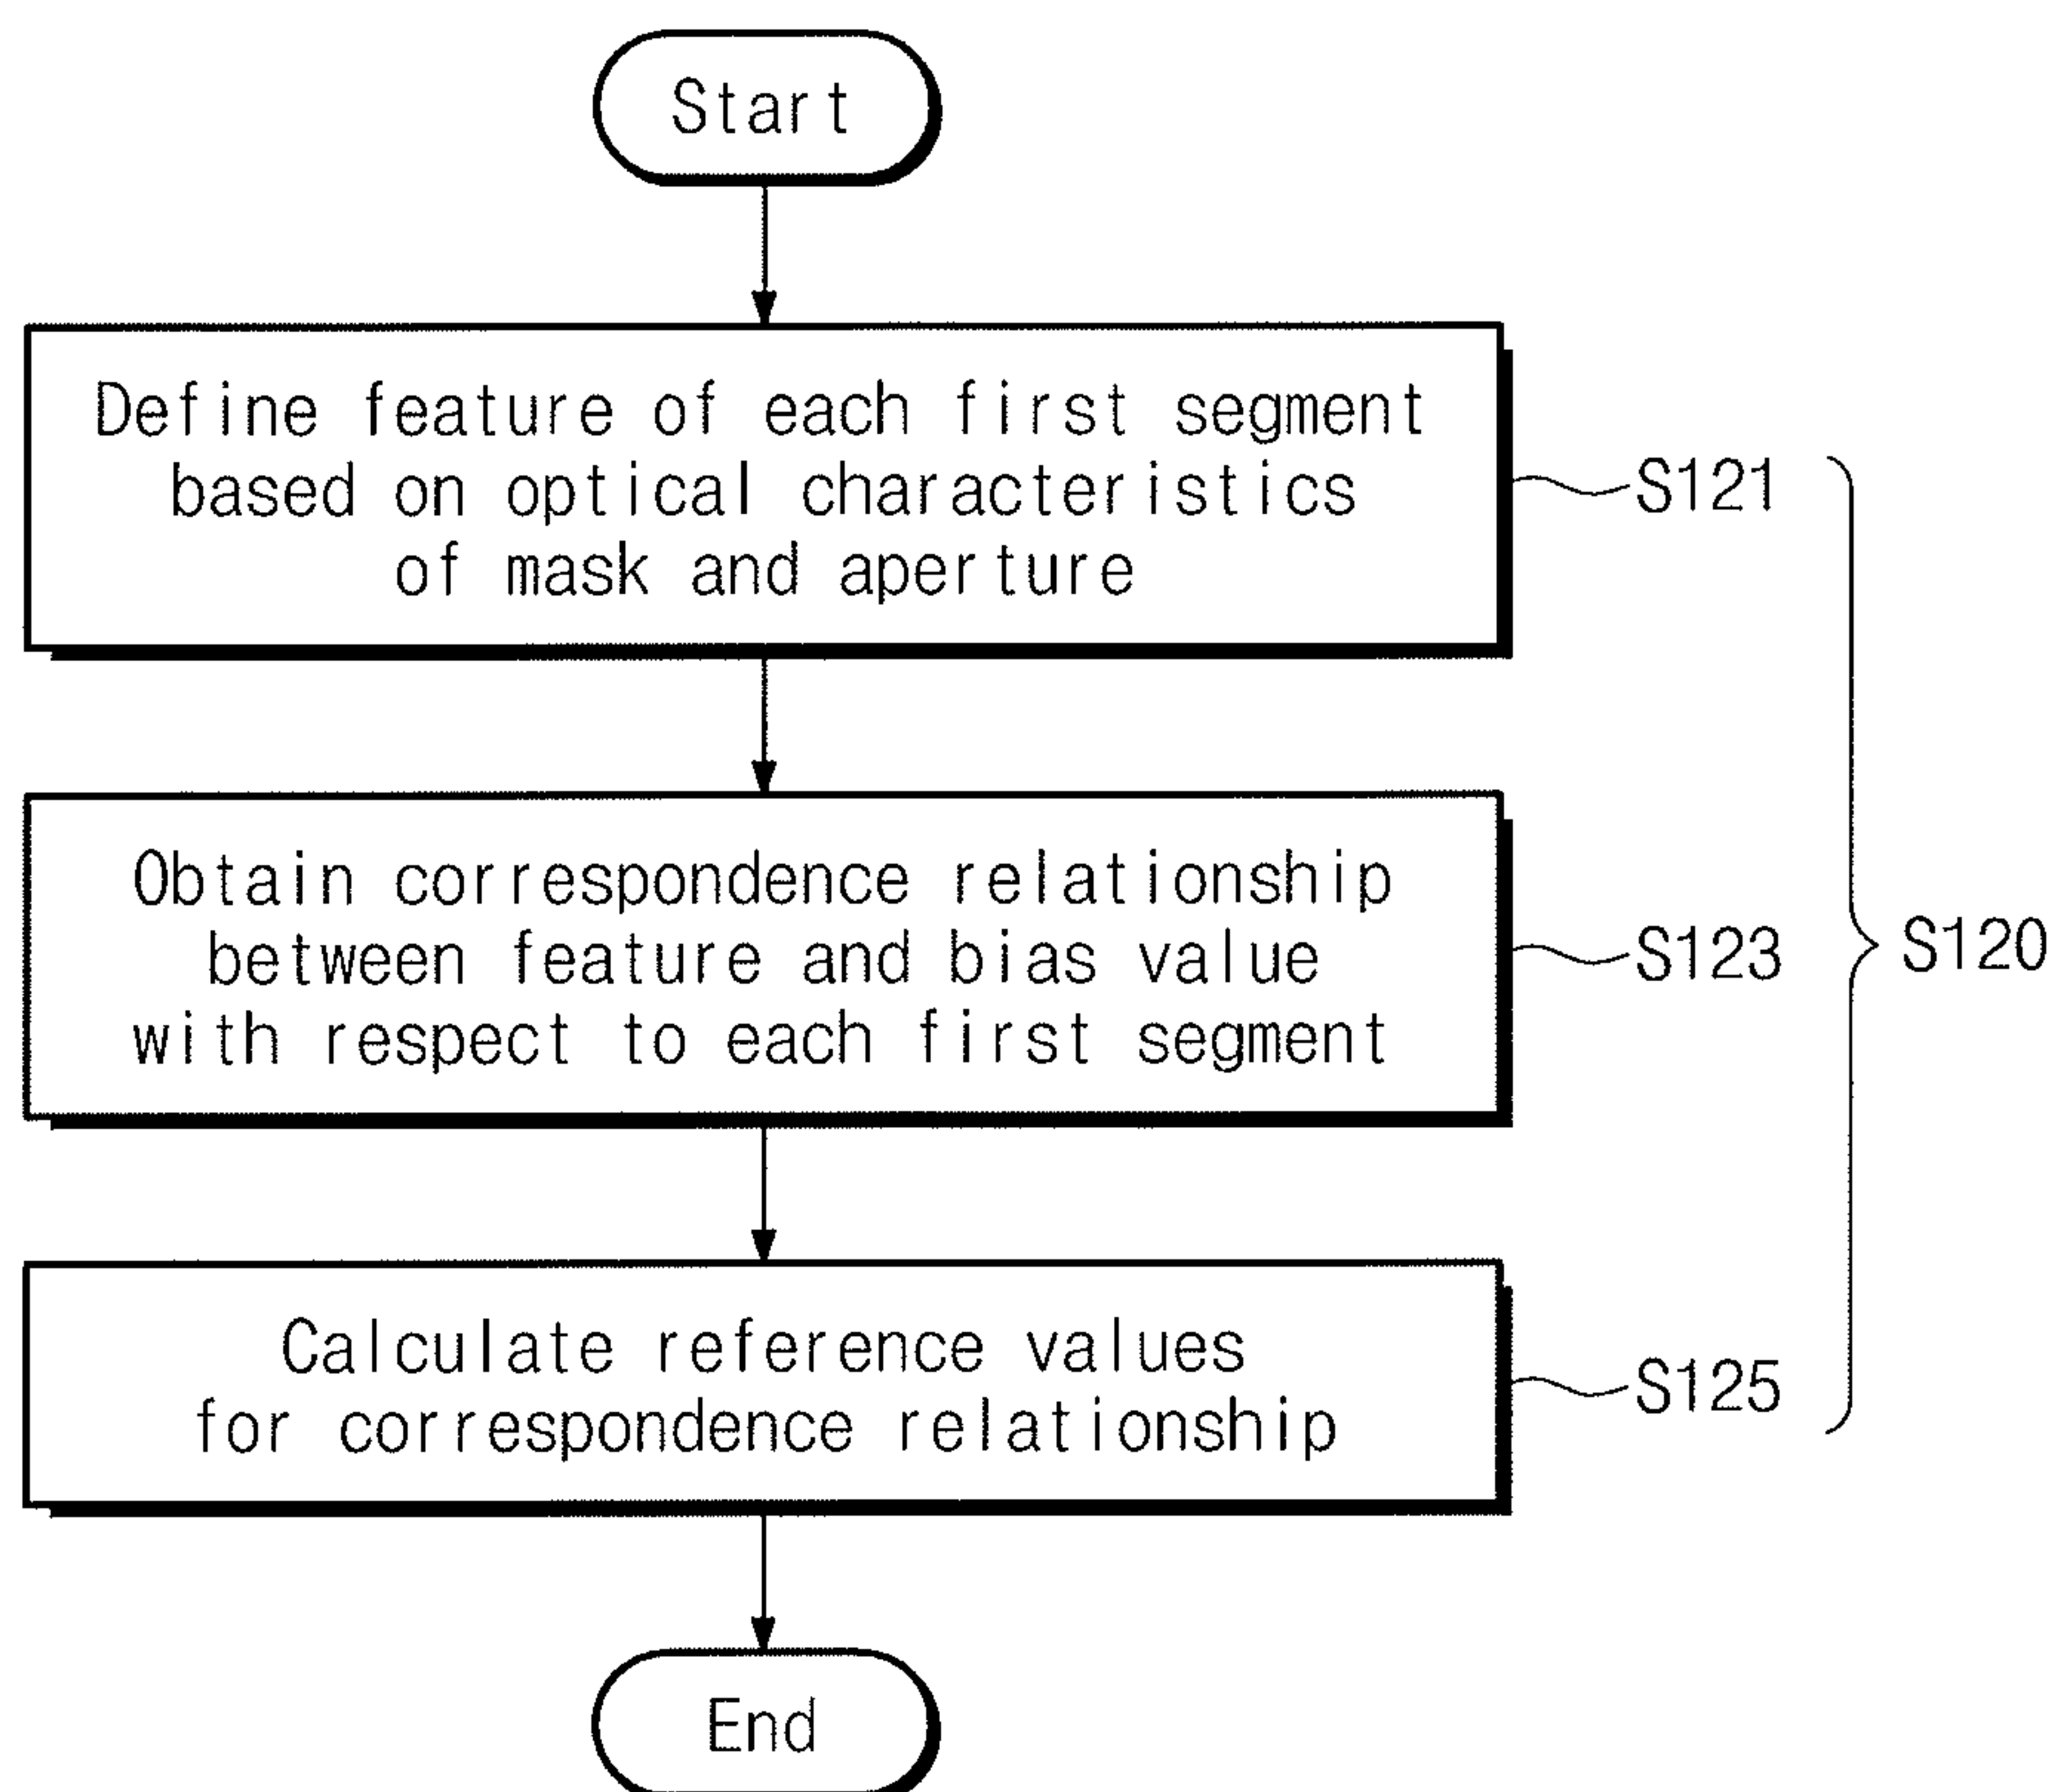 Start
Define feature of each first segment
based on optical characteristics
of mask and aperture
S121
Obtain correspondence relationship
between feature and bias value
with respect to each first segment
S123
S120
Calculate reference values
for correspondence relationship
S125
End